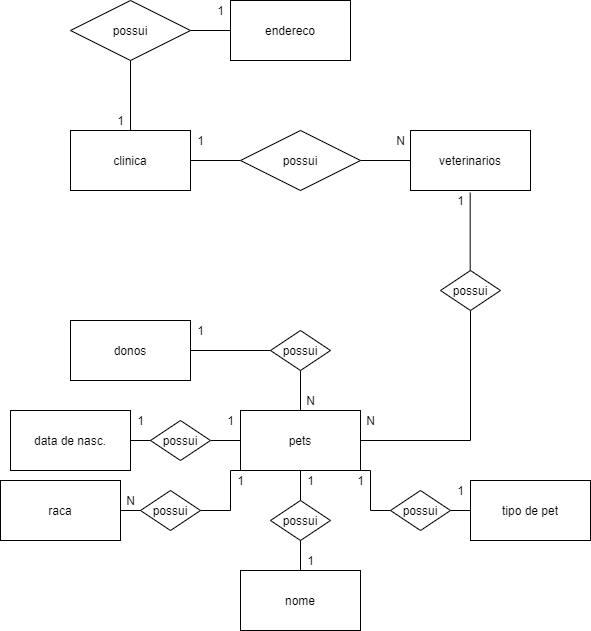 possui
1
endereco
1
clinica
1
possui
N
veterinarios
1
possui
donos
1
possui
N
data de nasc.
1
possui
1
pets
N
raca
N
possui
1
possui
1
1
1
possui
1
tipo de pet
nome